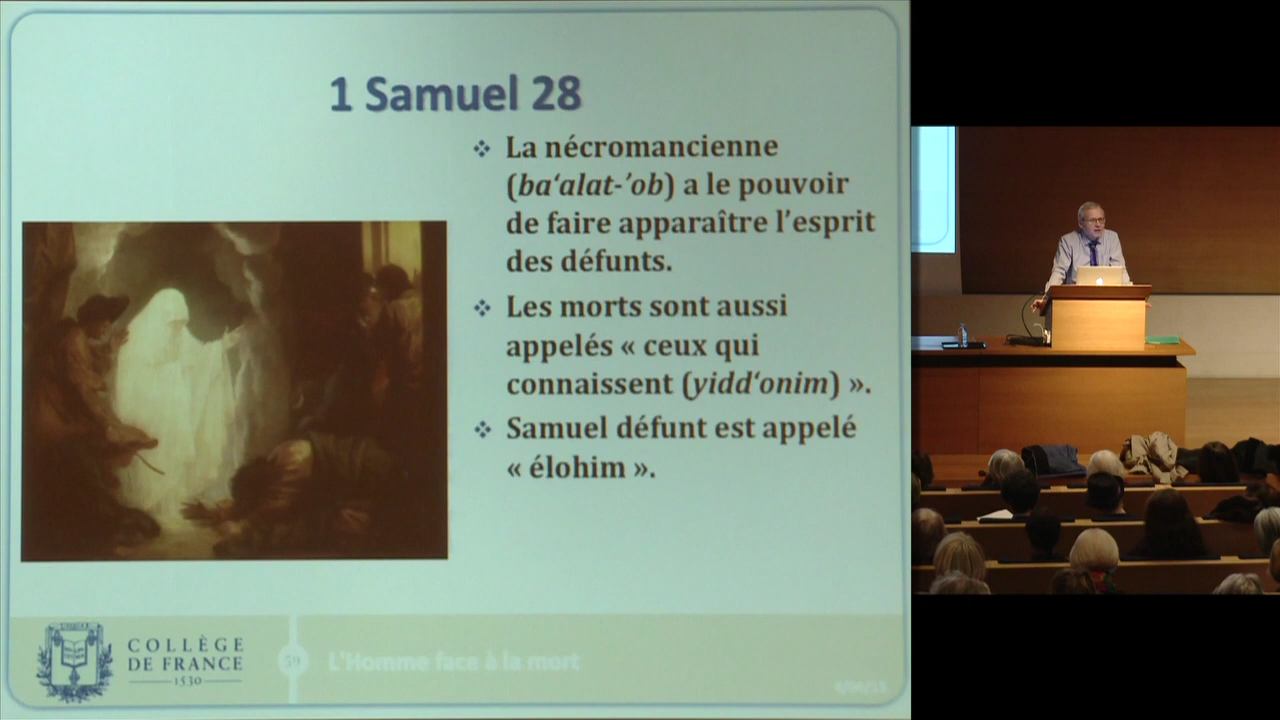 1 Samuel 28
❖ La nécromancienne
(ba‘alat-’ob) a le pouvoir
de faire apparaître l’esprit
des défunts.
❖ Les morts sont aussi
appelés « ceux qui
connaissent (yidd‘onim) ».
❖ Samuel défunt est appelé
« élohim ».
COLLÈGE
DE FRANCE
1530
59
L'Homme face à la mort